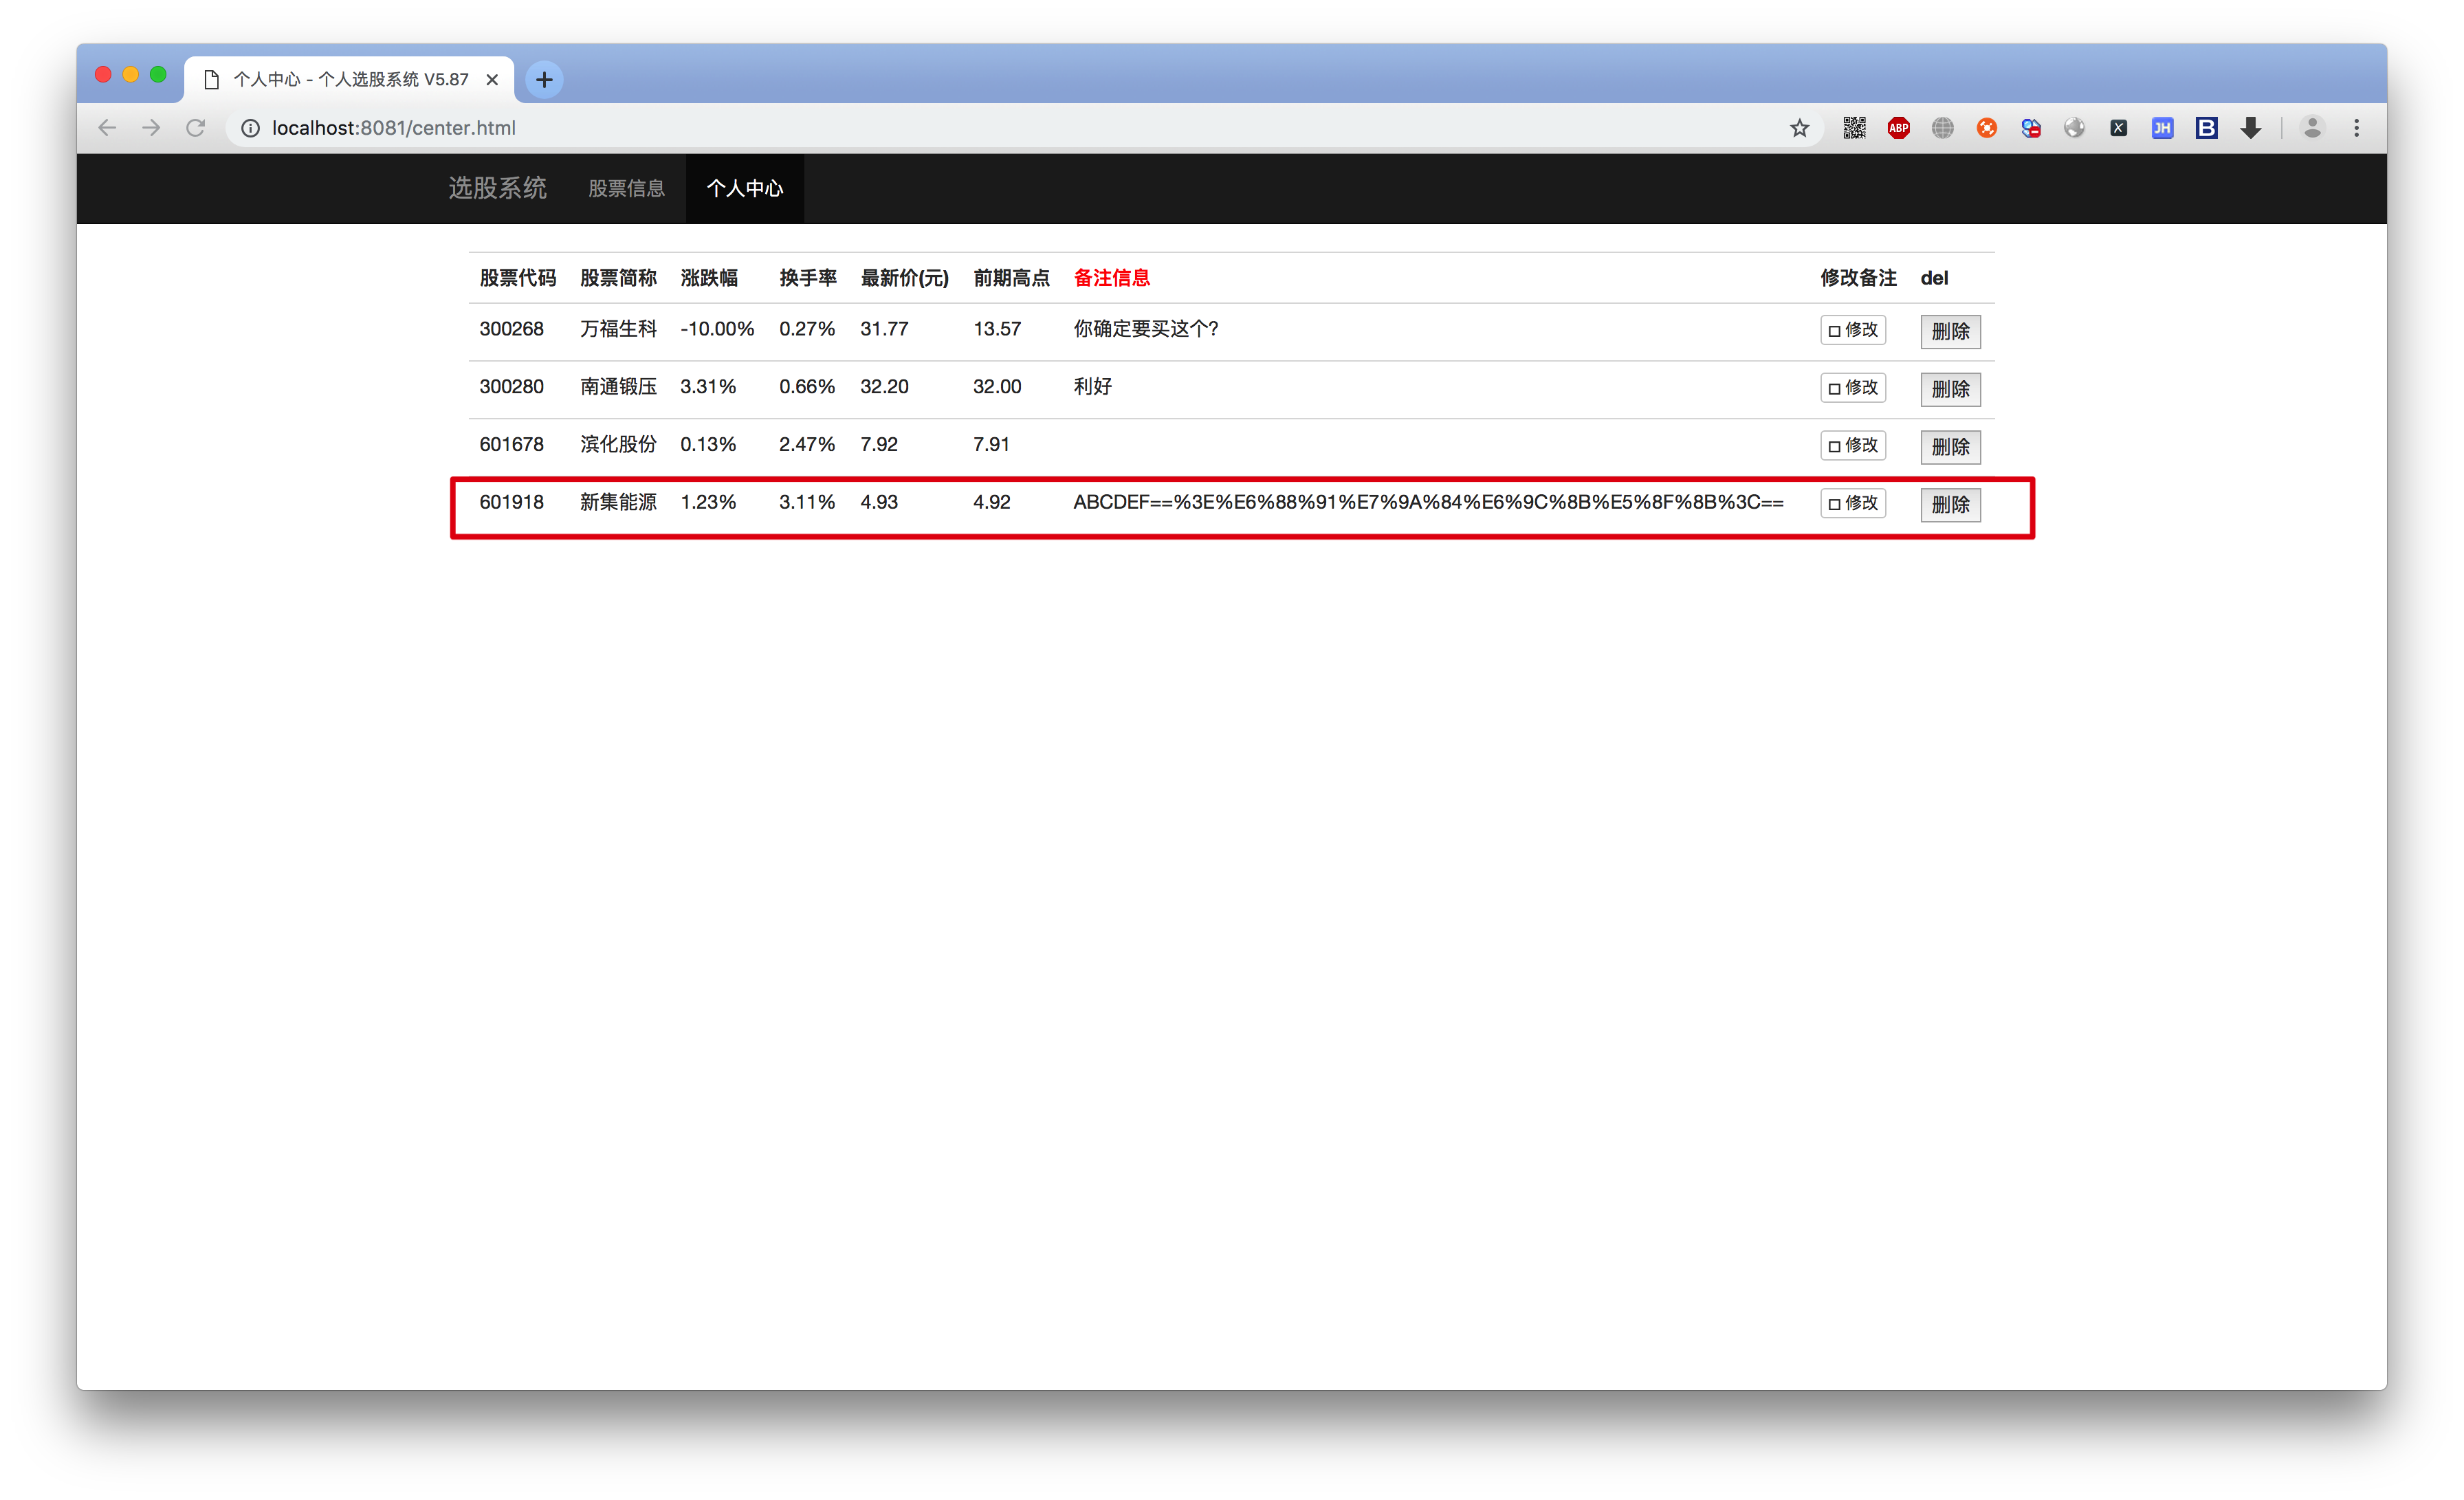 个人中心 - 个人选股系统 V5.87
localhost:8081/center.html
ABP
JH
B
选股系统 股票信息 个人中心
股票代码 股票简称 涨跌幅 换手率 最新价(元) 前期高点 备注信息 修改备注 del
300268 万福生科 -10.00% 0.27% 31.77 13.57 你确定要买这个? 修改 删除
300280 南通锻压 3.31% 0.66% 32.20 32.00 利好 修改 删除
601678 滨化股份 0.13% 2.47% 7.92 7.91 修改 删除
601918 新集能源 1.23% 3.11% 4.93 4.92 ABCDEF==%3E%E6%88%91%E7%9A%84%E6%9C%8B%E5%8F%8B%3C== 修改 删除